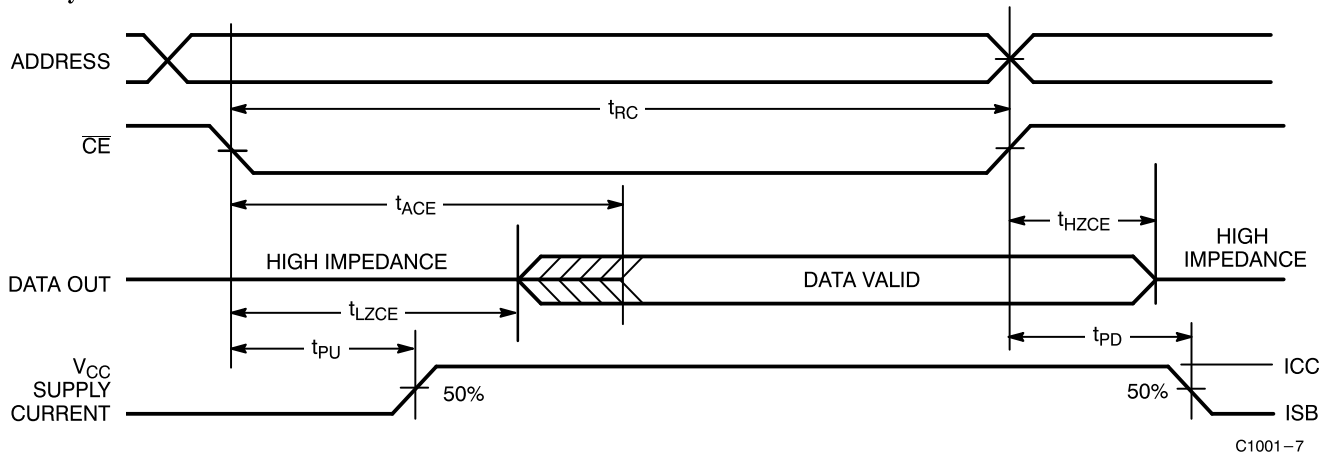 ADDRESS
tRC
CE
tACE
tHZCE
HIGH IMPEDANCE
HIGH
IMPEDANCE
DATA OUT
DATA VALID
tLZCE
tPU
tPD
VCC
SUPPLY
CURRENT
50%
50%
ICC
ISB
C1001−7